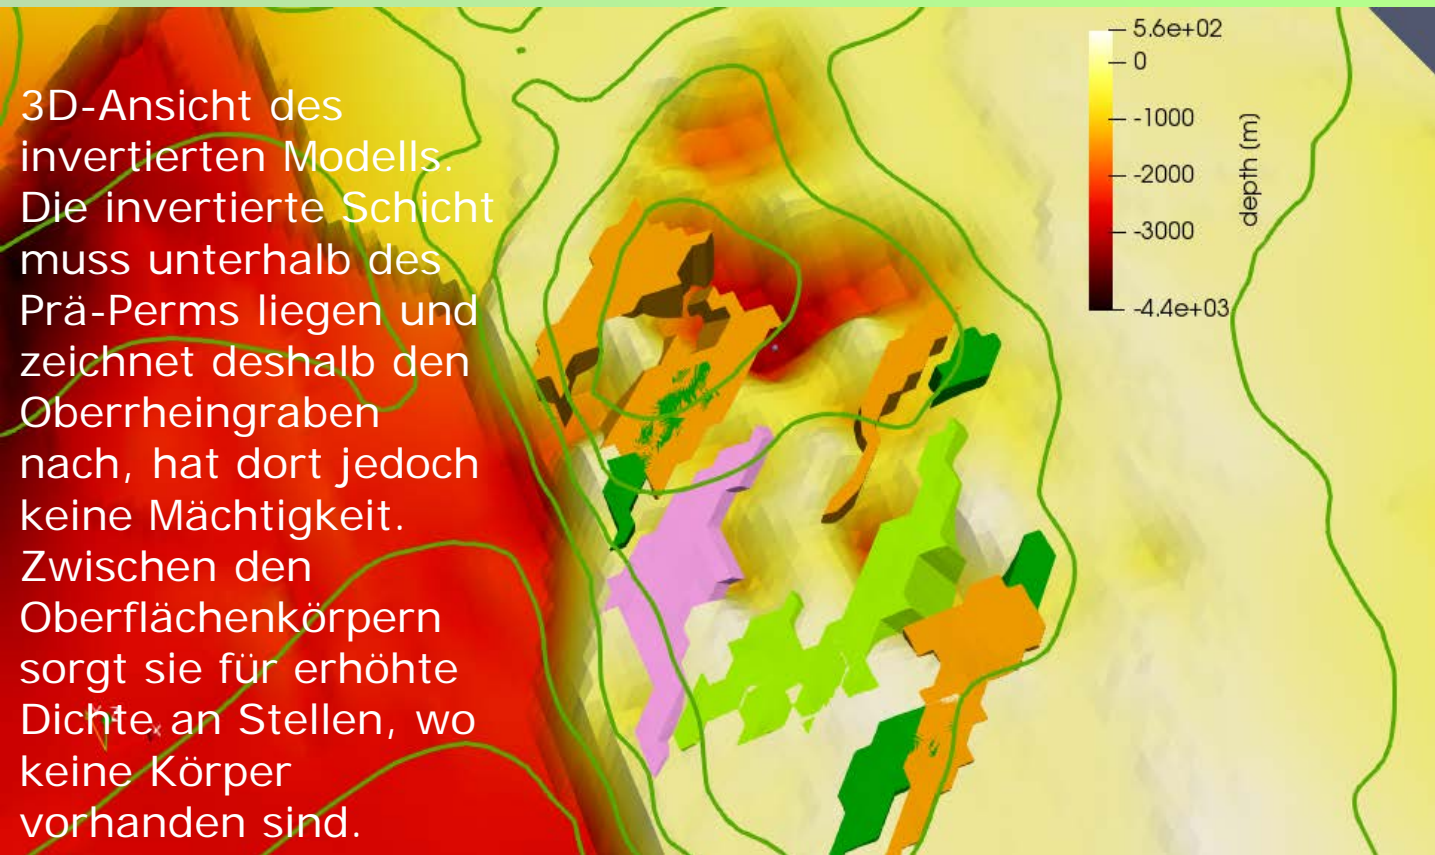 3D-Ansicht des
invertierten Modells.
Die invertierte Schicht
muss unterhalb des
Prä-Perms liegen und
zeichnet deshalb den
Oberrheingraben
nach, hat dort jedoch
keine Mächtigkeit.
Zwischen den
Oberflächenkörpern
sorgt sie für erhöhte
Dichte an Stellen, wo
keine Körper
vorhanden sind.
5.6e+02
0
-1000
-2000
-3000
-4.4e+03
depth (m)